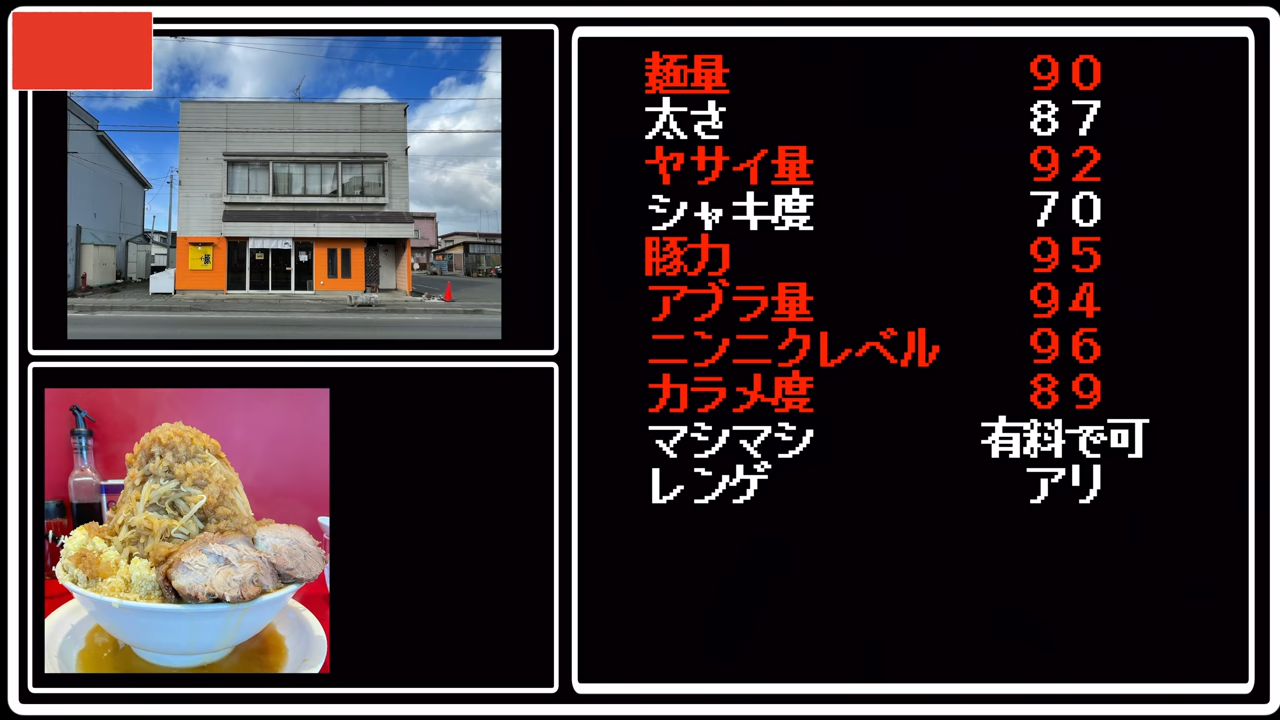 麺量 90
太さ 87
ヤサイ量 92
シャキ度 70
豚力 95
アブラ量 94
ニンニクレベル 96
カラメ度 89
マシマシ 有料で可
レンゲ アリ